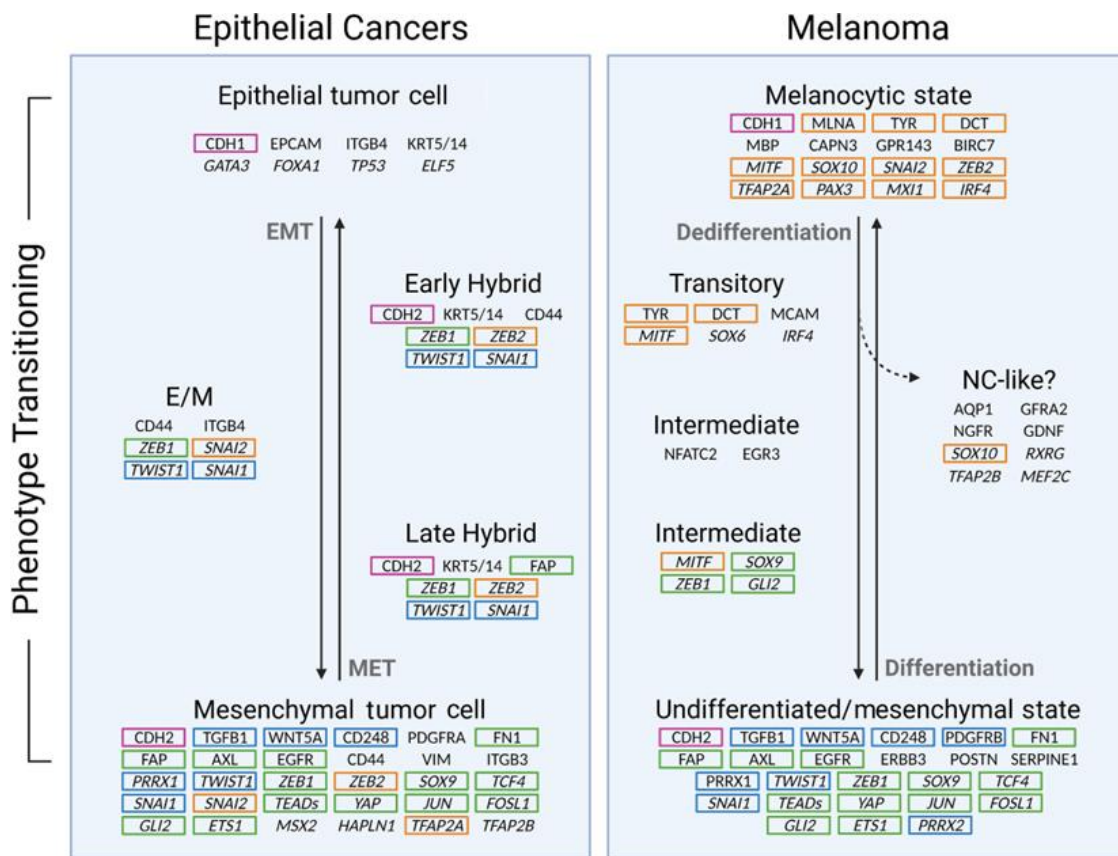 Epithelial Cancers
Melanoma
Phenotype Transitioning
Epithelial tumor cell
CDH1 EPCAM ITGB4 KRT5/14
GATA3 FOXA1 TP53 ELF5
EMT
Early Hybrid
CDH2 KRT5/14 CD44
ZEB1 ZEB2
TWIST1 SNAI1
E/M
CD44 ITGB4
ZEB1 SNAI2
TWIST1 SNAI1
Late Hybrid
CDH2 KRT5/14 FAP
ZEB1 ZEB2
TWIST1 SNAI1
MET
Mesenchymal tumor cell
CDH2 TGFB1 WNT5A CD248 PDGFRA FN1
FAP AXL EGFR CD44 VIM ITGB3
PRRX1 TWIST1 ZEB1 ZEB2 SOX9 TCF4
SNAI1 SNAI2 TEADs YAP JUN FOSL1
GLI2 ETS1 MSX2 HAPLN1 TFAP2A TFAP2B
Melanocytic state
CDH1 MLNA TYR DCT
MBP CAPN3 GPR143 BIRC7
MITF SOX10 SNAI2 ZEB2
TFAP2A PAX3 MXI1 IRF4
Dedifferentiation
Transitory
TYR DCT MCAM
MITF SOX6 IRF4
NC-like?
AQP1 GFRA2
NGFR GDNF
SOX10 RXRG
TFAP2B MEF2C
Intermediate
NFATC2 EGR3
Intermediate
MITF SOX9
ZEB1 GLI2
Differentiation
Undifferentiated/mesenchymal state
CDH2 TGFB1 WNT5A CD248 PDGFRB FN1
FAP AXL EGFR ERBB3 POSTN SERPINE1
PRRX1 TWIST1 ZEB1 SOX9 TCF4
SNAI1 TEADs YAP JUN FOSL1
GLI2 ETS1 PRRX2